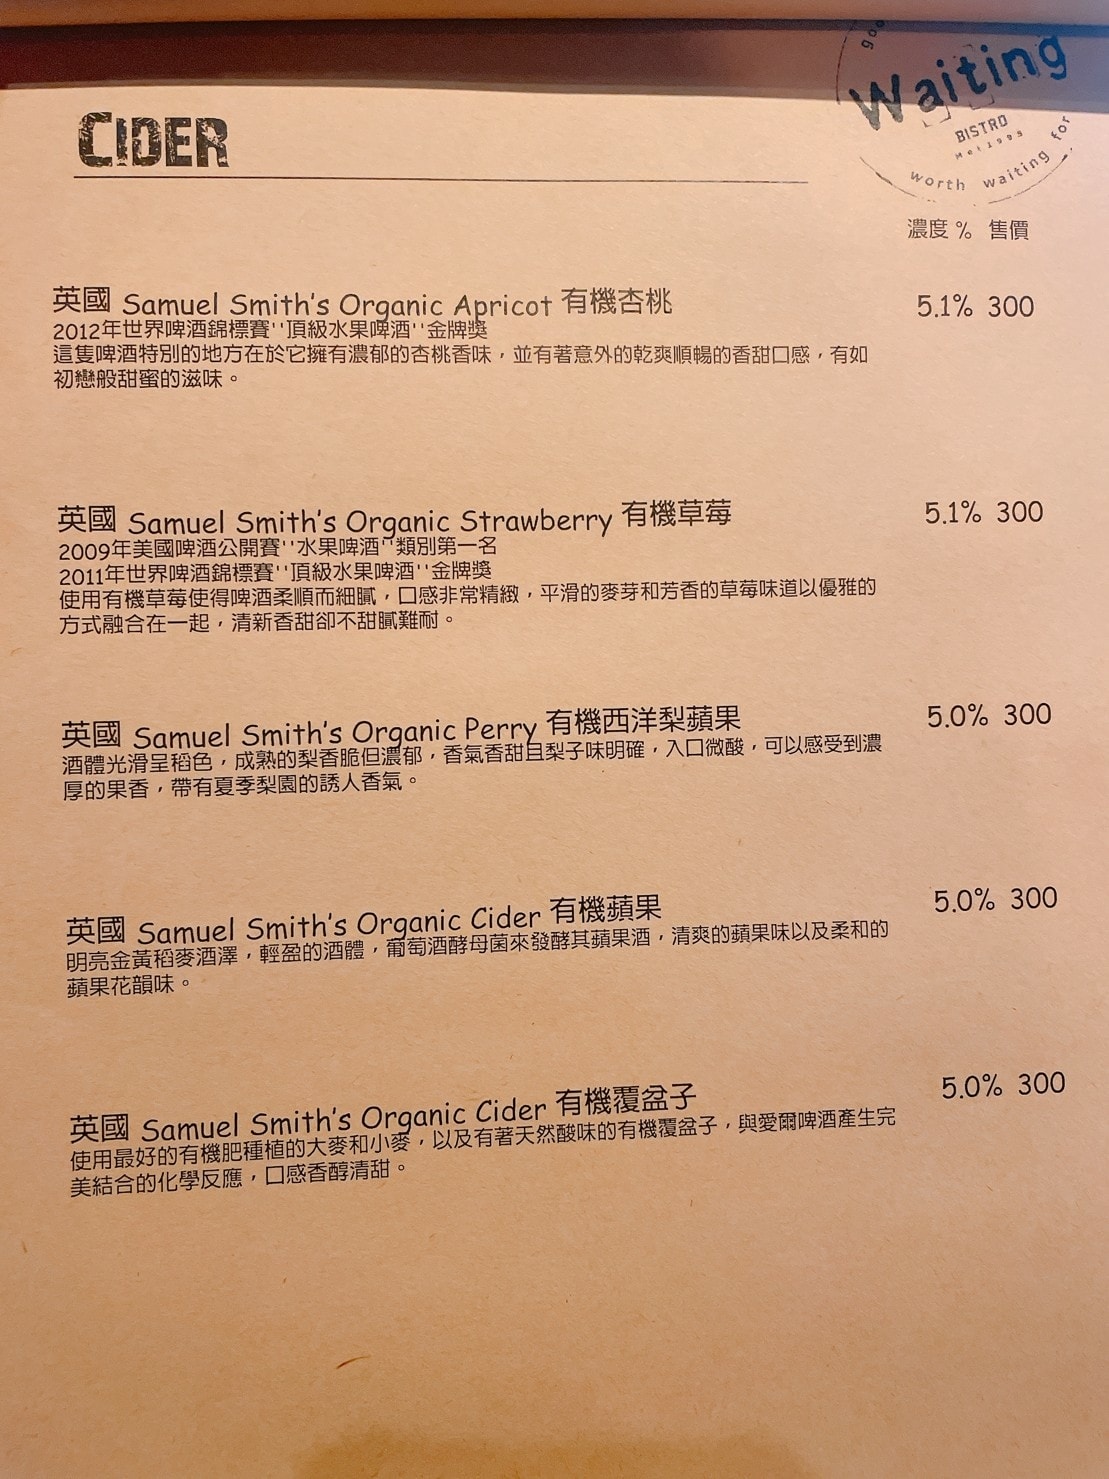 Waiting
BISTRO
worth waiting for
CIDER
濃度 % 售價
英國 Samuel Smith's Organic Apricot 有機杏桃 5.1% 300
2012年世界啤酒錦標賽''頂級水果啤酒''金牌獎
這隻啤酒特別的地方在於它擁有濃郁的杏桃香味，並有著意外的乾爽順暢的香甜口感，有如
初戀般甜蜜的滋味。
英國 Samuel Smith's Organic Strawberry 有機草莓 5.1% 300
2009年美國啤酒公開賽''水果啤酒''類別第一名
2011年世界啤酒錦標賽''頂級水果啤酒''金牌獎
使用有機草莓使得啤酒柔順而細膩，口感非常精緻，平滑的麥芽和芳香的草莓味道以優雅的
方式融合在一起，清新香甜卻不甜膩難耐。
英國 Samuel Smith's Organic Perry 有機西洋梨蘋果 5.0% 300
酒體光滑呈稻色，成熟的梨香脆但濃郁，香氣香甜且梨子味明確，入口微酸，可以感受到濃
厚的果香，帶有夏季梨園的誘人香氣。
英國 Samuel Smith's Organic Cider 有機蘋果 5.0% 300
明亮金黃稻麥酒澤，輕盈的酒體，葡萄酒酵母菌來發酵其蘋果酒，清爽的蘋果味以及柔和的
蘋果花韻味。
英國 Samuel Smith's Organic Cider 有機覆盆子 5.0% 300
使用最好的有機肥種植的大麥和小麥，以及有著天然酸味的有機覆盆子，與愛爾啤酒產生完
美結合的化學反應，口感香醇清甜。